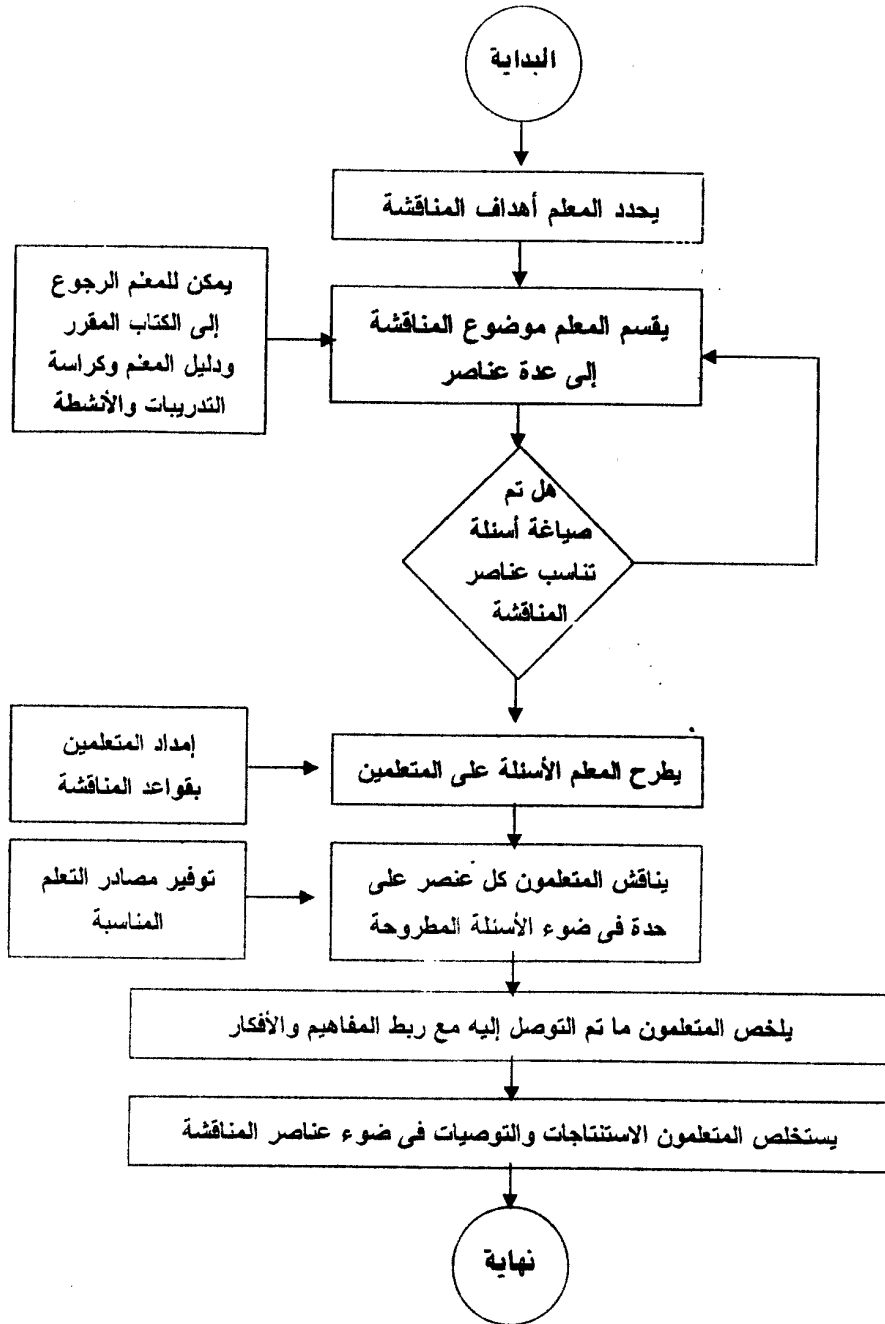 البداية
يحدد المعلم أهداف المناقشة
يمكن للمعلم الرجوع
إلى الكتاب المقرر
ودليل المعلم وكراسة
التدريبات والأنشطة
يقسم المعلم موضوع المناقشة
إلى عدة عناصر
هل تم
صياغة أسئلة
تناسب عناصر
المناقشة
إمداد المتعلمين
بقواعد المناقشة
يطرح المعلم الأسئلة على المتعلمين
توفير مصادر التعلم
المناسبة
يناقش المتعلمون كل عنصر على
حدة فى ضوء الأسئلة المطروحة
يلخص المتعلمون ما تم التوصل إليه مع ربط المفاهيم والأفكار
يستخلص المتعلمون الاستنتاجات والتوصيات فى ضوء عناصر المناقشة
نهاية